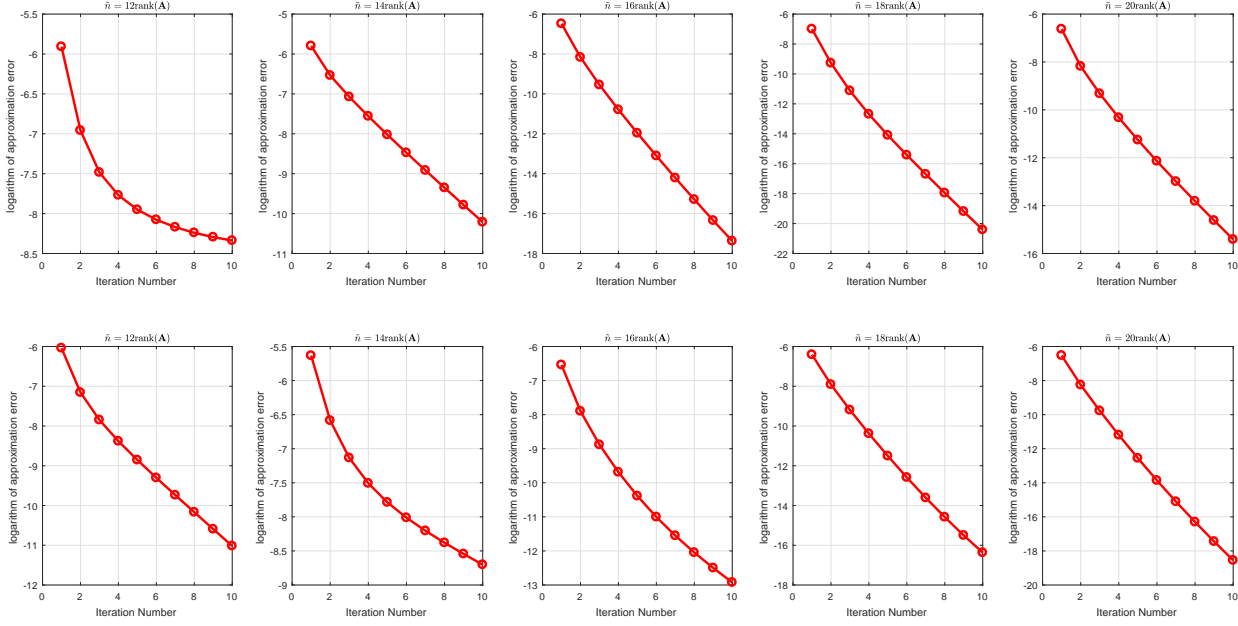 ñ = 12rank(A)
-5.5
-6
-6.5
-7
-7.5
-8
-8.5
0 2 4 6 8 10
Iteration Number
logarithm of approximation error
ñ = 14rank(A)
-5
-6
-7
-8
-9
-10
-11
0 2 4 6 8 10
Iteration Number
logarithm of approximation error
ñ = 16rank(A)
-6
-8
-10
-12
-14
-16
-18
0 2 4 6 8 10
Iteration Number
logarithm of approximation error
ñ = 18rank(A)
-6
-8
-10
-12
-14
-16
-18
-20
-22
0 2 4 6 8 10
Iteration Number
logarithm of approximation error
ñ = 20rank(A)
-6
-8
-10
-12
-14
-16
0 2 4 6 8 10
Iteration Number
logarithm of approximation error
ñ = 12rank(A)
-6
-7
-8
-9
-10
-11
-12
0 2 4 6 8 10
Iteration Number
logarithm of approximation error
ñ = 14rank(A)
-5.5
-6
-6.5
-7
-7.5
-8
-8.5
-9
0 2 4 6 8 10
Iteration Number
logarithm of approximation error
ñ = 16rank(A)
-6
-7
-8
-9
-10
-11
-12
-13
0 2 4 6 8 10
Iteration Number
logarithm of approximation error
ñ = 18rank(A)
-6
-8
-10
-12
-14
-16
-18
0 2 4 6 8 10
Iteration Number
logarithm of approximation error
ñ = 20rank(A)
-6
-8
-10
-12
-14
-16
-18
-20
0 2 4 6 8 10
Iteration Number
logarithm of approximation error